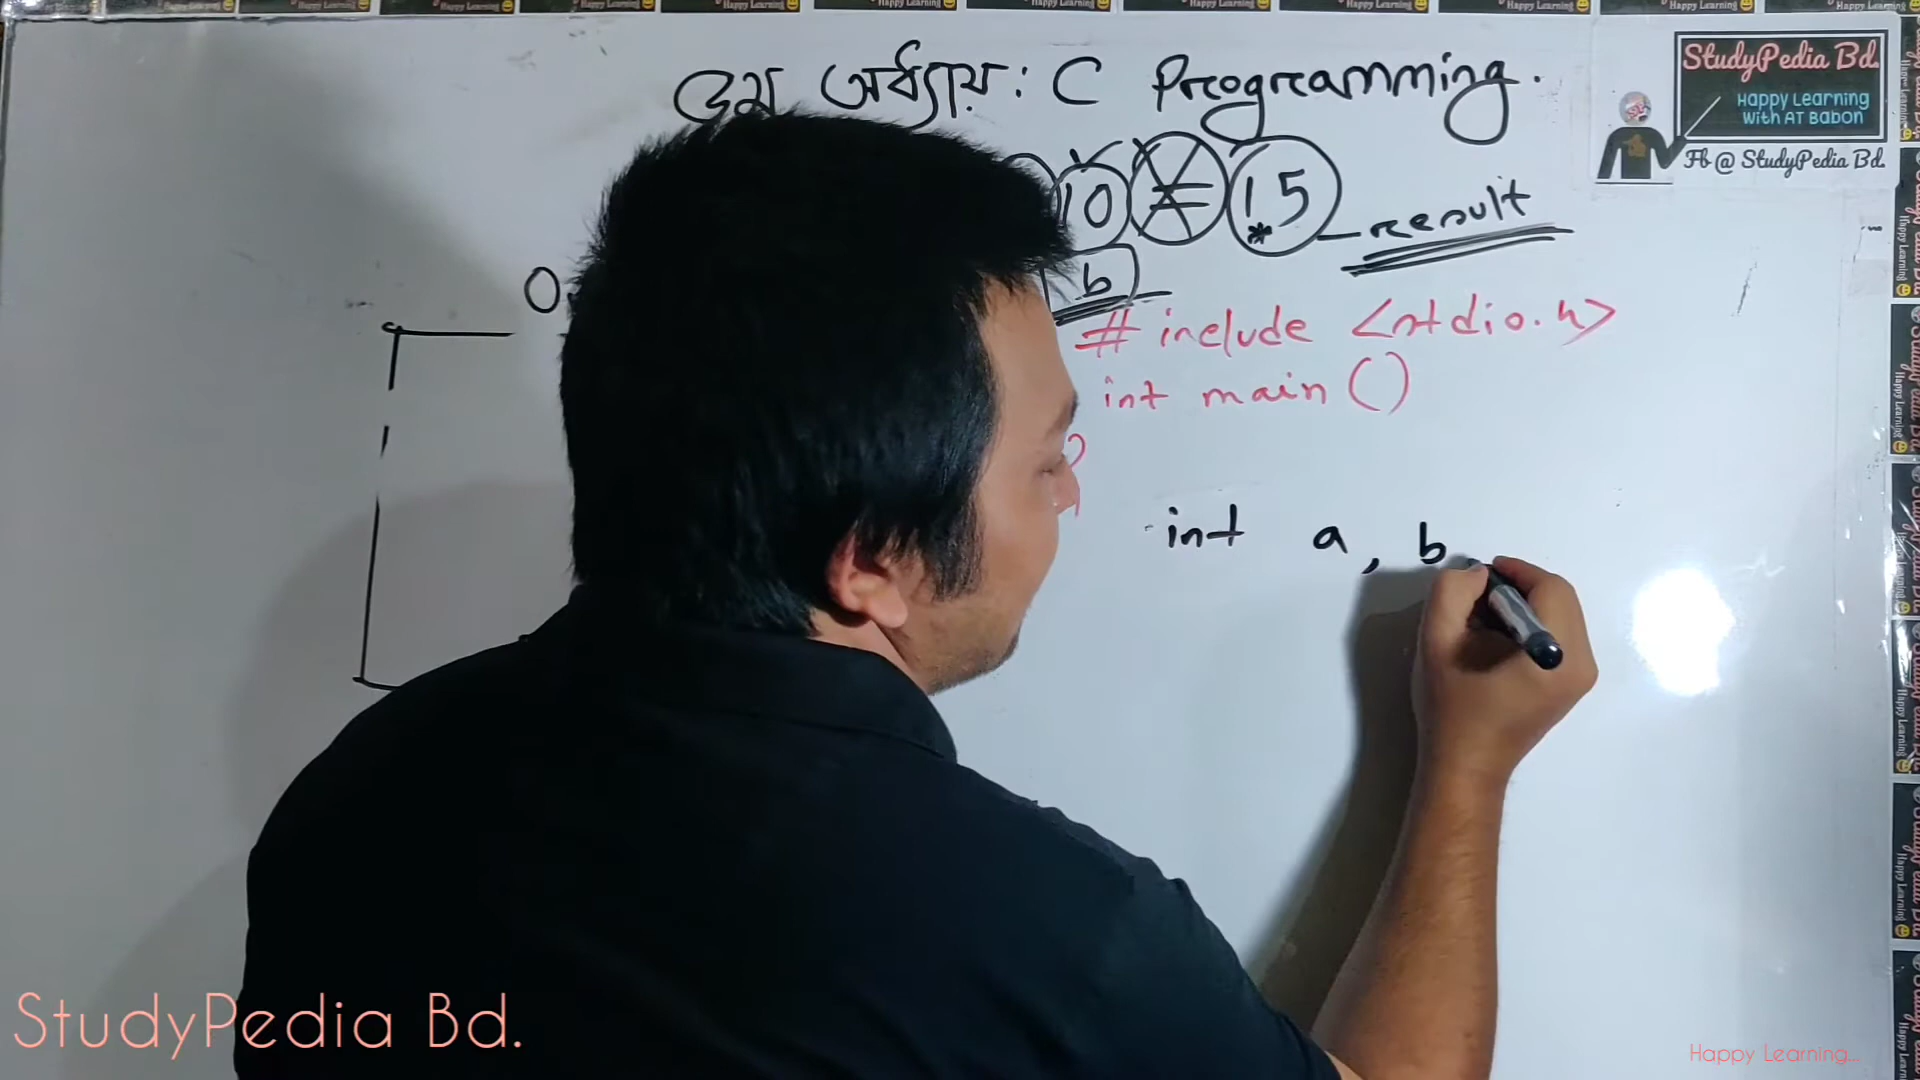 ৫ম অধ্যায়: C Programming.
StudyPedia Bd.
Happy Learning
With AT Babon
Fb @ StudyPedia Bd.
10 = 15
result
b
# include <stdio.h>
int main ()
int a, b
StudyPedia Bd.
Happy Learning...